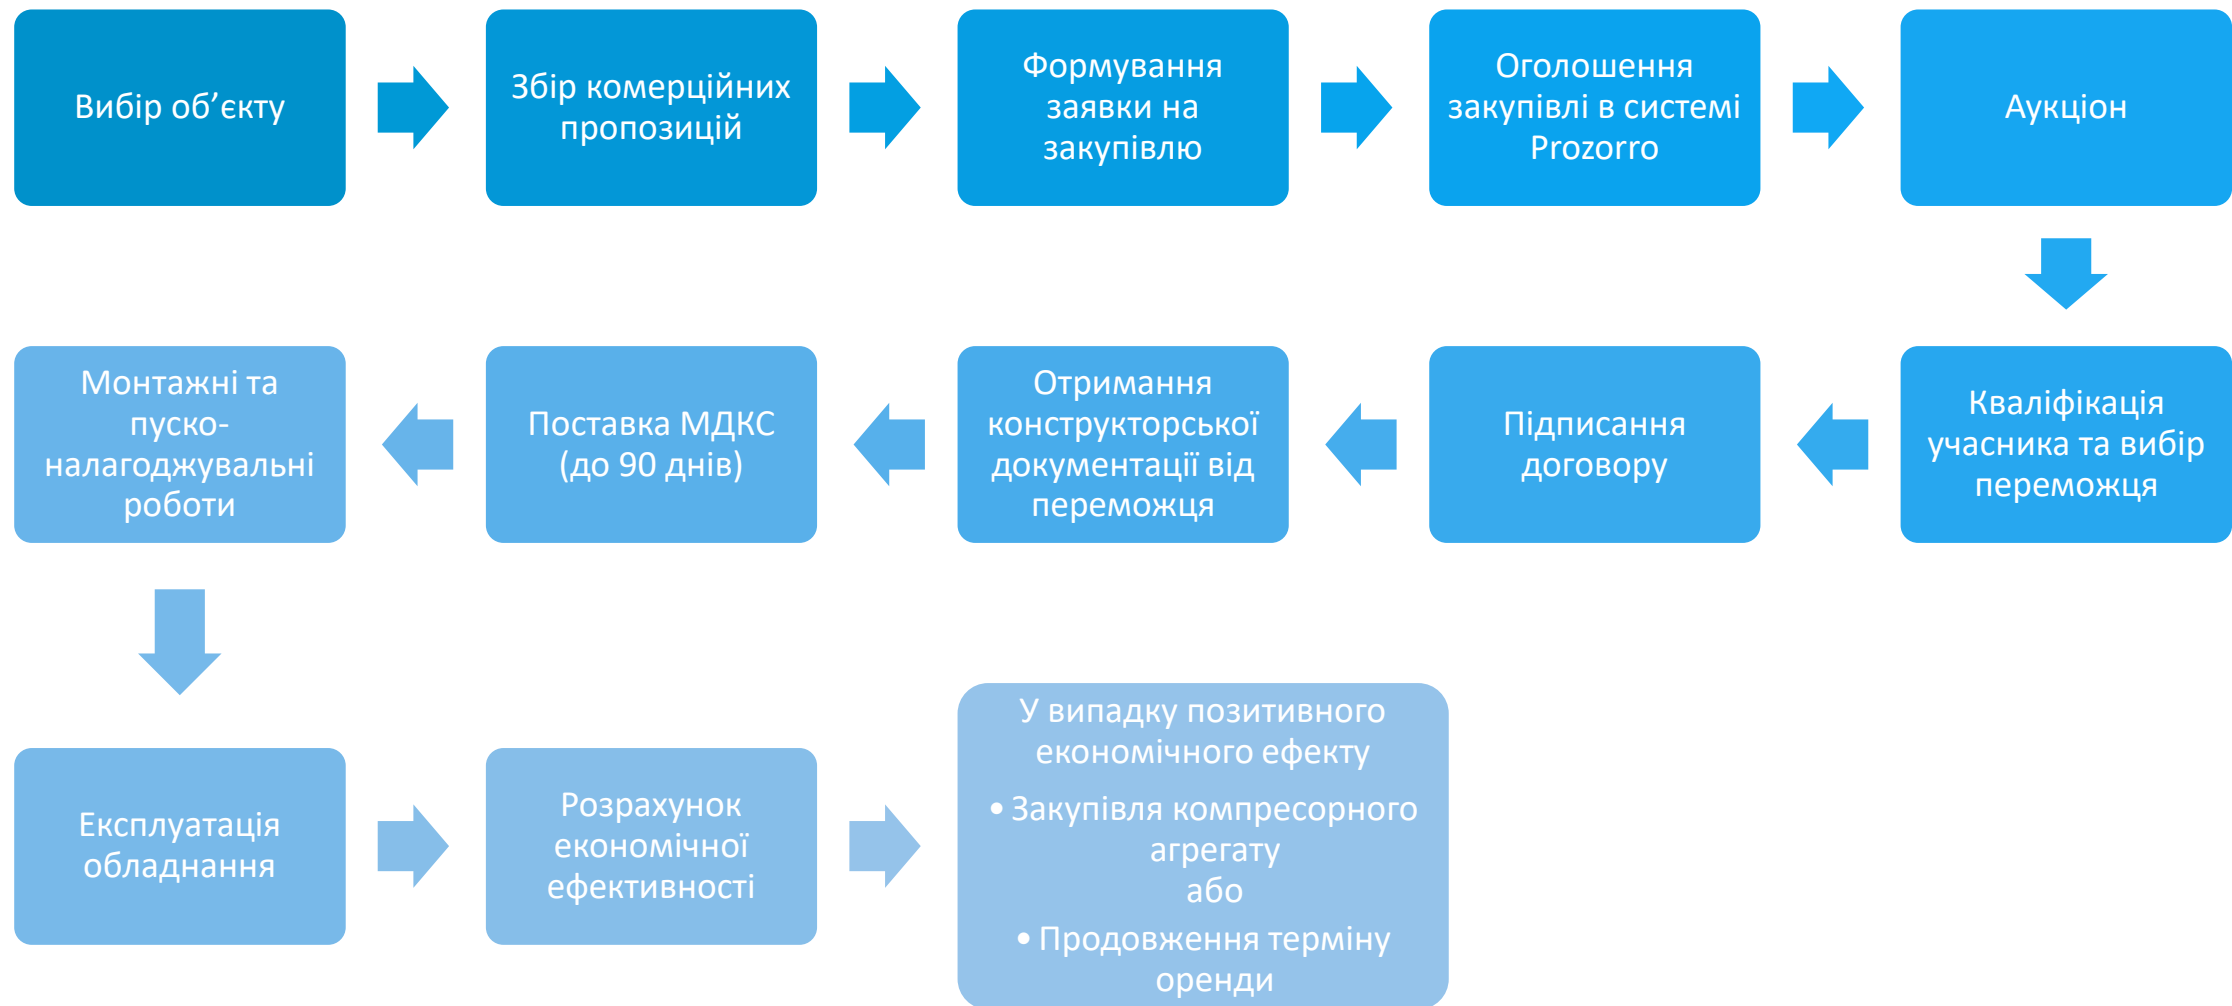 Вибір об’єкту
Збір комерційних
пропозицій
Формування
заявки на
закупівлю
Оголошення
закупівлі в системі
Prozorro
Аукціон
Кваліфікація
учасника та вибір
переможця
Підписання
договору
Отримання
конструкторської
документації від
переможця
Поставка МДКС
(до 90 днів)
Монтажні та
пуско-
налагоджувальні
роботи
Експлуатація
обладнання
Розрахунок
економічної
ефективності
У випадку позитивного
економічного ефекту
• Закупівля компресорного
агрегату
або
• Продовження терміну
оренди